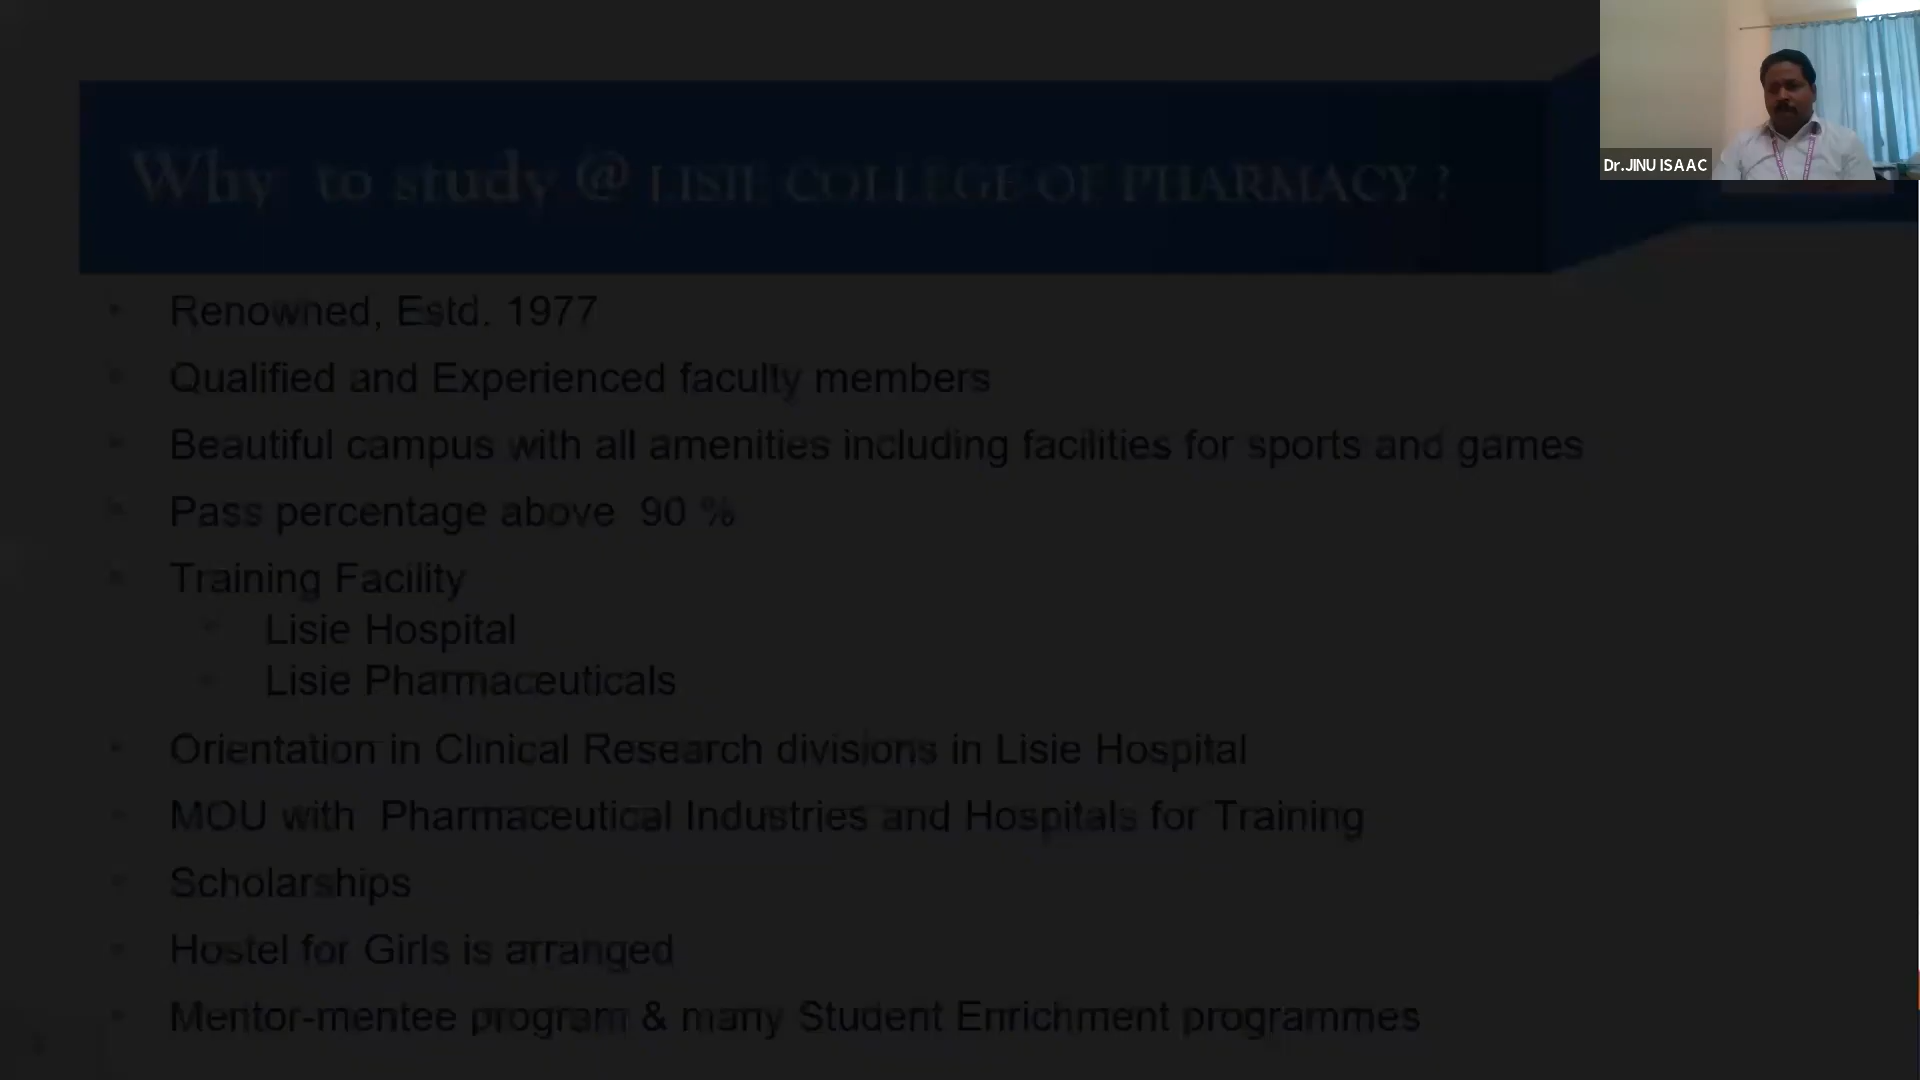 Why to study @ LISIE COLLEGE OF PHARMACY ?
Dr.JINU ISAAC
Renowned, Estd. 1977
Qualified and Experienced faculty members
Beautiful campus with all amenities including facilities for sports and games
Pass percentage above 90 %
Training Facility
Lisie Hospital
Lisie Pharmaceuticals
Orientation in Clinical Research divisions in Lisie Hospital
MOU with Pharmaceutical Industries and Hospitals for Training
Scholarships
Hostel for Girls is arranged
Mentor-mentee program & many Student Enrichment programmes